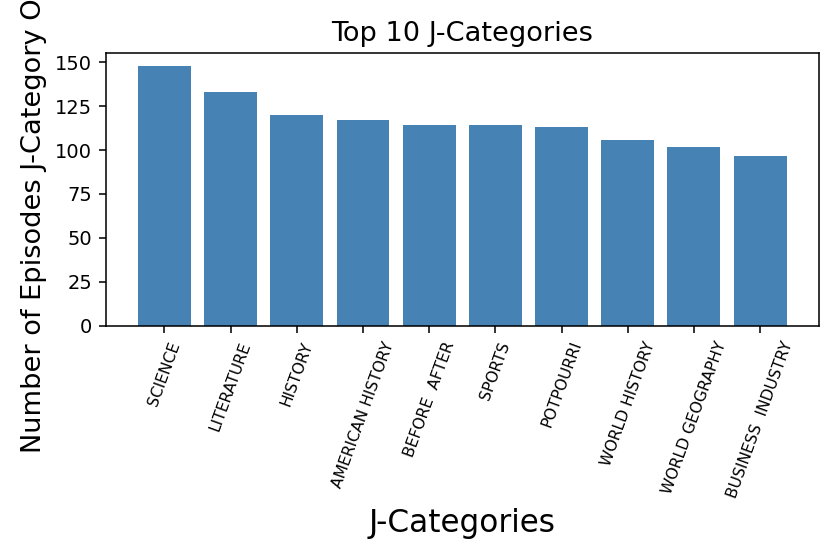 Top 10 J-Categories
Number of Episodes J-Category O
150
125
100
75
50
25
0
SCIENCE
LITERATURE
HISTORY
AMERICAN HISTORY
BEFORE  AFTER
SPORTS
POTPOURRI
WORLD HISTORY
WORLD GEOGRAPHY
BUSINESS  INDUSTRY
J-Categories